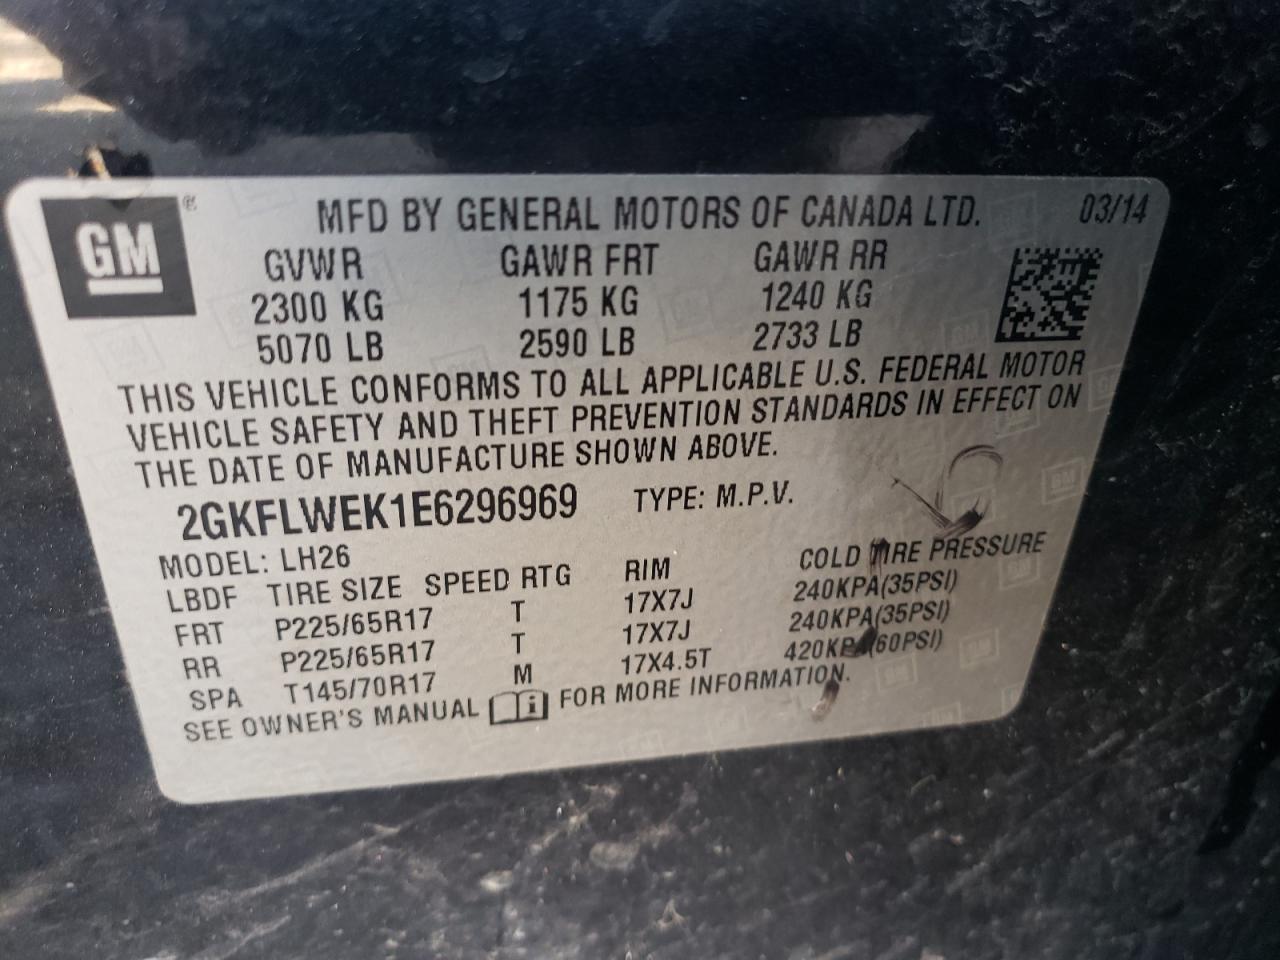 GM ® MFD BY GENERAL MOTORS OF CANADA LTD. 03/14
GVWR GAWR FRT GAWR RR
2300 KG 1175 KG 1240 KG
5070 LB 2590 LB 2733 LB
THIS VEHICLE CONFORMS TO ALL APPLICABLE U.S. FEDERAL MOTOR
VEHICLE SAFETY AND THEFT PREVENTION STANDARDS IN EFFECT ON
THE DATE OF MANUFACTURE SHOWN ABOVE.
2GKFLWEK1E6296969 TYPE: M.P.V.
MODEL: LH26
LBDF TIRE SIZE SPEED RTG RIM COLD TIRE PRESSURE
FRT P225/65R17 T 17X7J 240KPA(35PSI)
RR P225/65R17 T 17X7J 240KPA(35PSI)
SPA T145/70R17 M 17X4.5T 420KPA(60PSI)
SEE OWNER'S MANUAL FOR MORE INFORMATION.